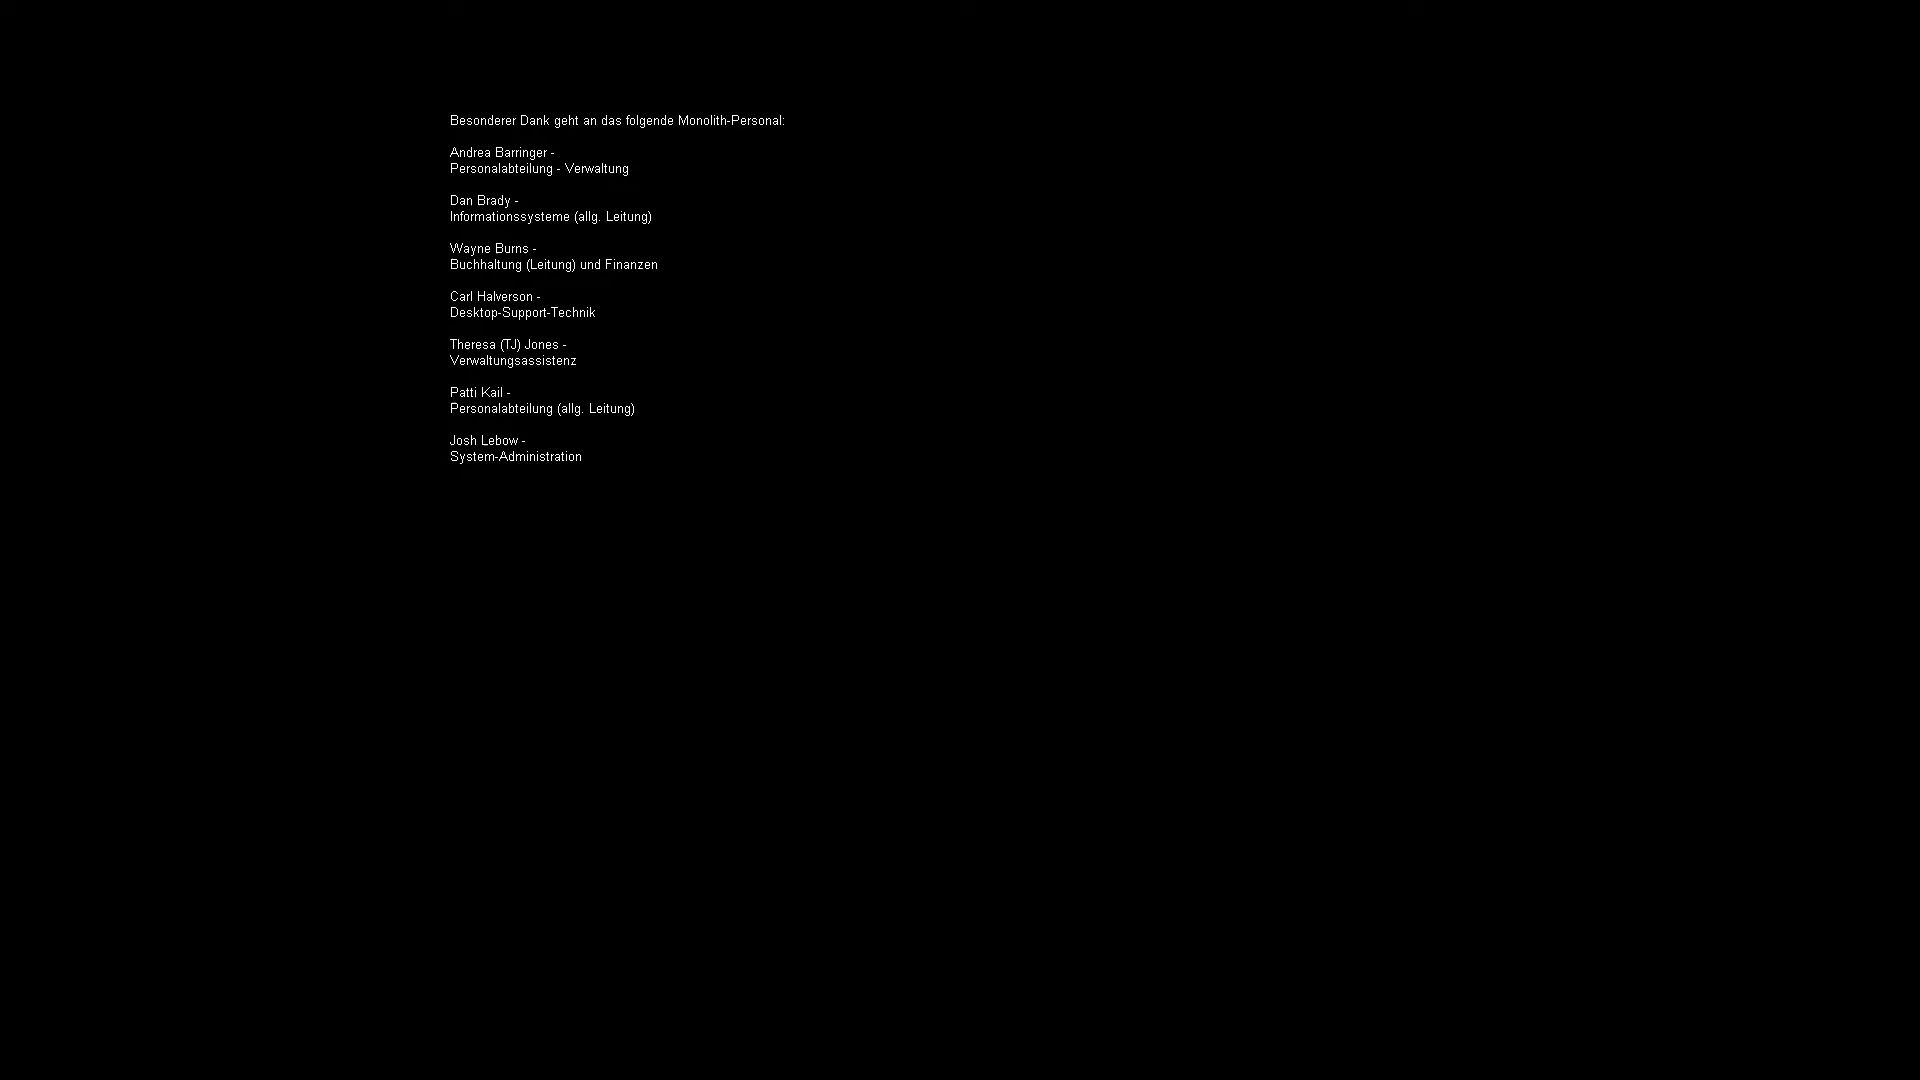 Besonderer Dank geht an das folgende Monolith-Personal:
Andrea Barringer -
Personalabteilung - Verwaltung
Dan Brady -
Informationssysteme (allg. Leitung)
Wayne Burns -
Buchhaltung (Leitung) und Finanzen
Carl Halverson -
Desktop-Support-Technik
Theresa (TJ) Jones -
Verwaltungsassistenz
Patti Kail -
Personalabteilung (allg. Leitung)
Josh Lebow -
System-Administration